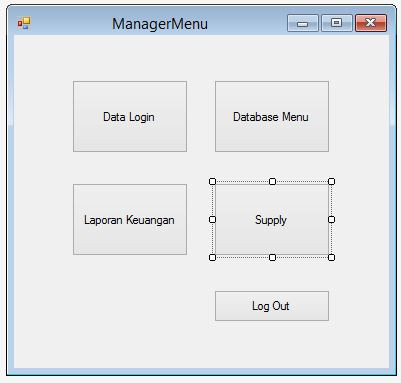 ManagerMenu
Data Login
Database Menu
Laporan Keuangan
Supply
Log Out